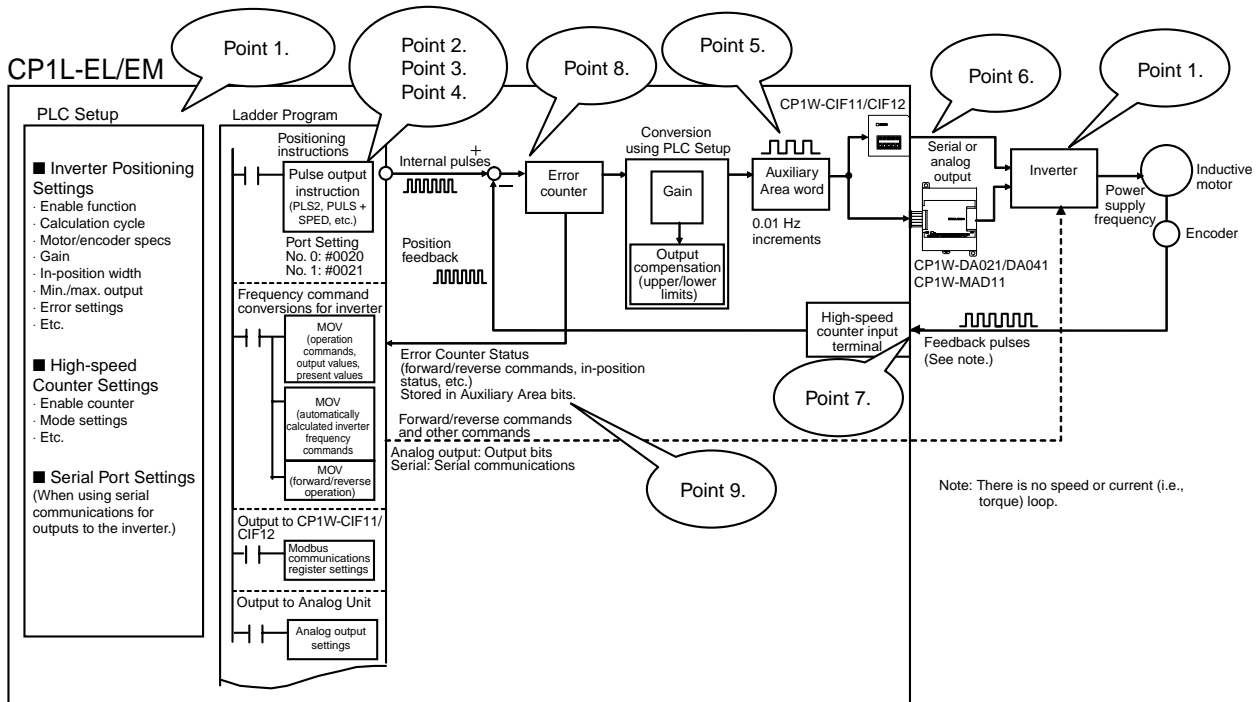 CP1L-EL/EM
Point 1.
Point 2.
Point 3.
Point 4.
Point 8.
Point 5.
Point 6.
Point 1.
PLC Setup
■ Inverter Positioning
Settings
· Enable function
· Calculation cycle
· Motor/encoder specs
· Gain
· In-position width
· Min./max. output
· Error settings
· Etc.
■ High-speed
Counter Settings
· Enable counter
· Mode settings
· Etc.
■ Serial Port Settings
(When using serial
communications for
outputs to the inverter.)
Ladder Program
Positioning
instructions
Pulse output
instruction
(PLS2, PULS +
SPED, etc.)
Port Setting
No. 0: #0020
No. 1: #0021
Frequency command
conversions for inverter
MOV
(operation
commands,
output values,
present values
MOV
(automatically
calculated inverter
frequency
commands
MOV
(forward/reverse
operation)
Output to CP1W-CIF11/
CIF12
Modbus
communications
register settings
Output to Analog Unit
Analog output
settings
Internal pulses
+
−
Position
feedback
Error
counter
Conversion
using PLC Setup
Gain
Output
compensation
(upper/lower
limits)
Auxiliary
Area word
0.01 Hz
increments
CP1W-CIF11/CIF12
Serial or
analog
output
CP1W-DA021/DA041
CP1W-MAD11
Inverter
Power
supply
frequency
Inductive
motor
Encoder
High-speed
counter input
terminal
Feedback pulses
(See note.)
Point 7.
Error Counter Status
(forward/reverse commands, in-position
status, etc.)
Stored in Auxiliary Area bits.
Forward/reverse commands
and other commands
Analog output: Output bits
Serial: Serial communications
Point 9.
Note: There is no speed or current (i.e.,
torque) loop.